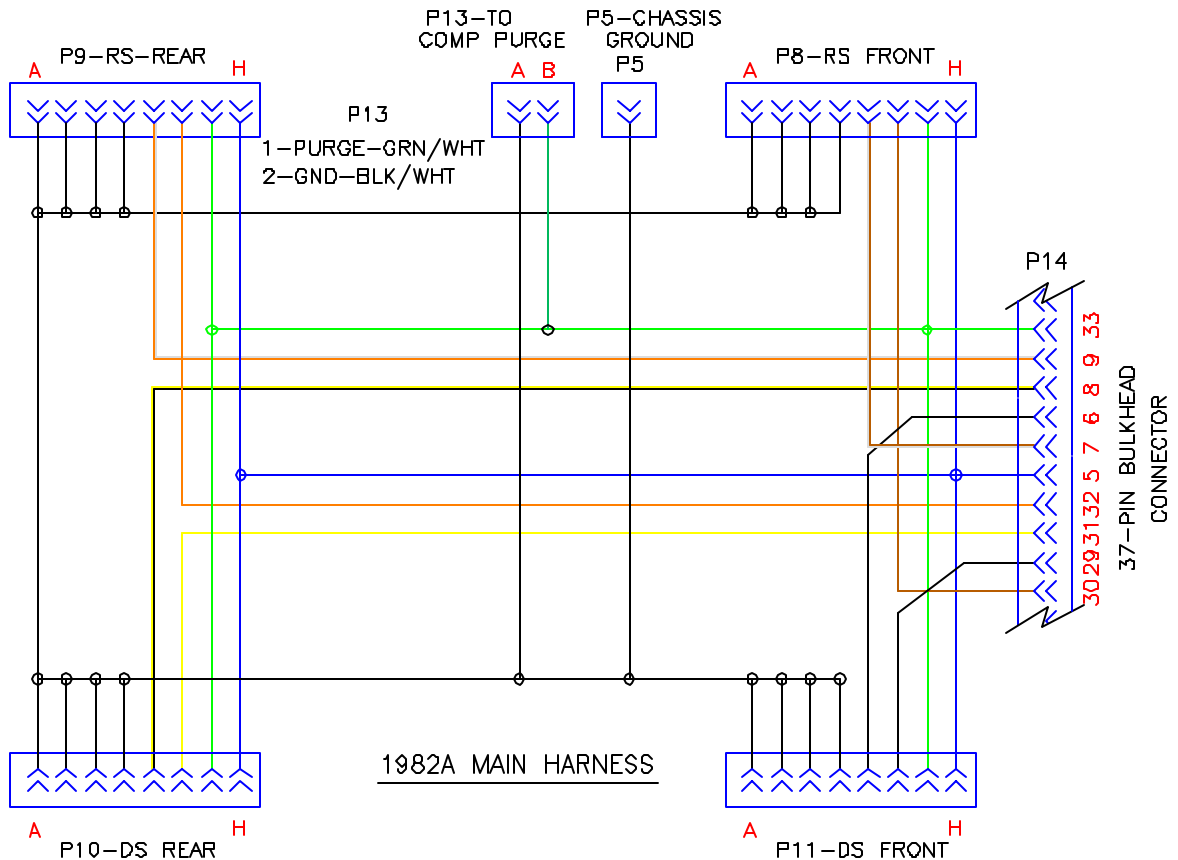 P13-TO
COMP PURGE
P5-CHASSIS
GROUND
P5
P9-RS-REAR
P8-RS FRONT
A
H
A
B
A
H
P13
1-PURGE-GRN/WHT
2-GND-BLK/WHT
P14
33
9
8
6
7
5
32
31
29
30
37-PIN BULKHEAD
CONNECTOR
1982A MAIN HARNESS
A
H
A
H
P10-DS REAR
P11-DS FRONT